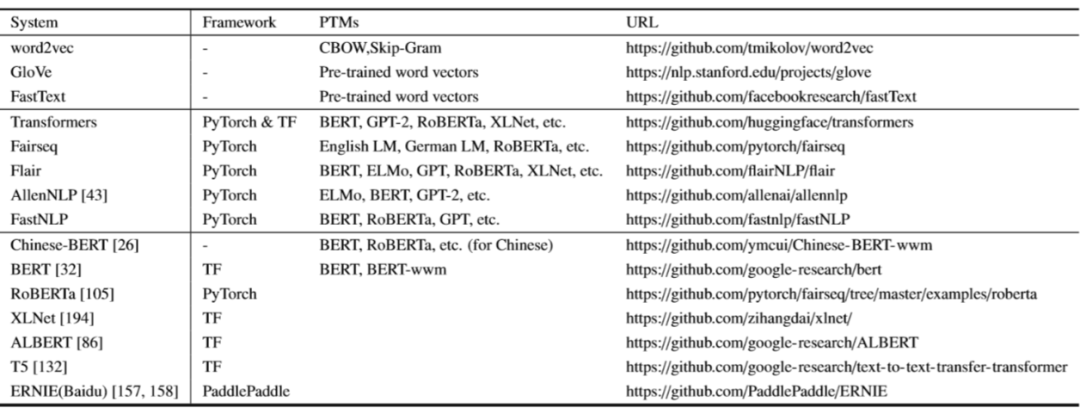 System Framework PTMs URL
word2vec - CBOW,Skip-Gram https://github.com/tmikolov/word2vec
GloVe - Pre-trained word vectors https://nlp.stanford.edu/projects/glove
FastText - Pre-trained word vectors https://github.com/facebookresearch/fastText
Transformers PyTorch & TF BERT, GPT-2, RoBERTa, XLNet, etc. https://github.com/huggingface/transformers
Fairseq PyTorch English LM, German LM, RoBERTa, etc. https://github.com/pytorch/fairseq
Flair PyTorch BERT, ELMo, GPT, RoBERTa, XLNet, etc. https://github.com/flairNLP/flair
AllenNLP [43] PyTorch ELMo, BERT, GPT-2, etc. https://github.com/allenai/allennlp
FastNLP PyTorch BERT, RoBERTa, GPT, etc. https://github.com/fastnlp/fastNLP
Chinese-BERT [26] - BERT, RoBERTa, etc. (for Chinese) https://github.com/ymcui/Chinese-BERT-wwm
BERT [32] TF BERT, BERT-wwm https://github.com/google-research/bert
RoBERTa [105] PyTorch https://github.com/pytorch/fairseq/tree/master/examples/roberta
XLNet [194] TF https://github.com/zihangdai/xlnet/
ALBERT [86] TF https://github.com/google-research/ALBERT
T5 [132] TF https://github.com/google-research/text-to-text-transfer-transformer
ERNIE(Baidu) [157, 158] PaddlePaddle https://github.com/PaddlePaddle/ERNIE